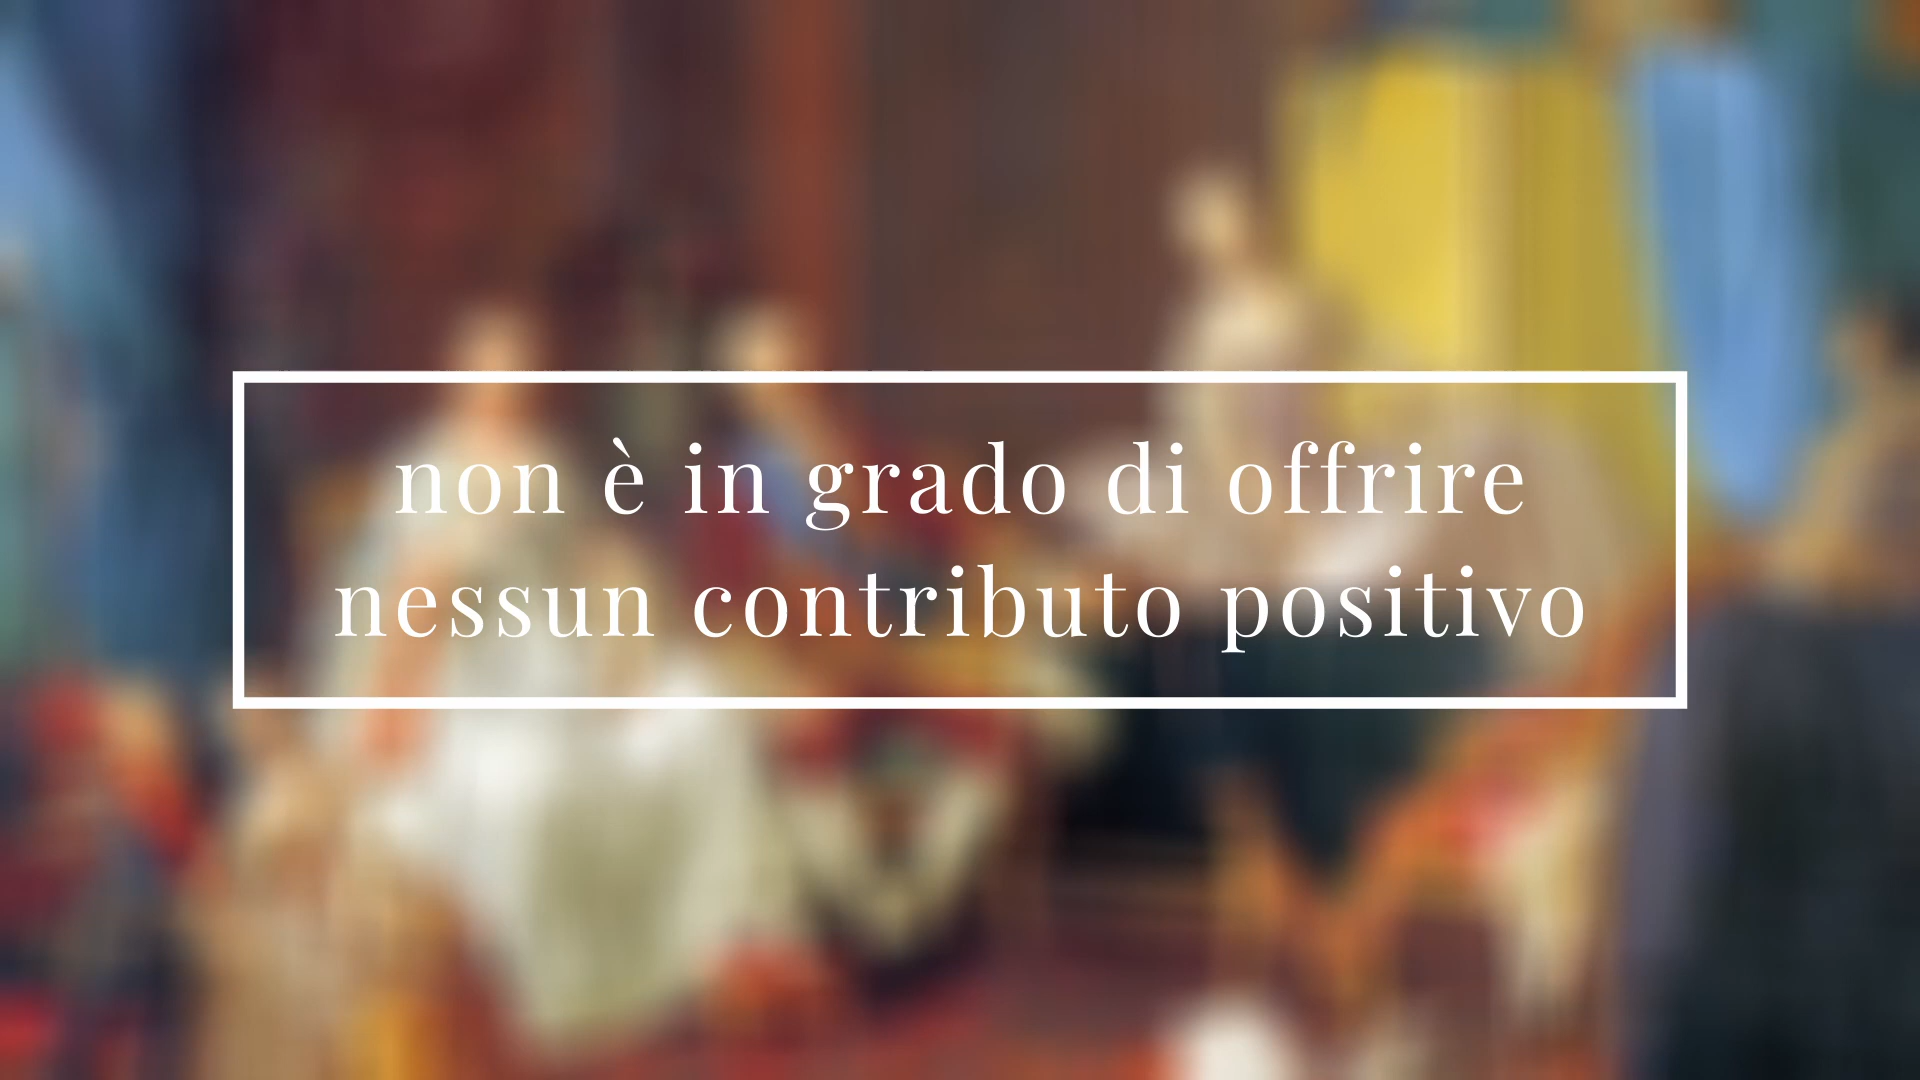 non è in grado di offrire
nessun contributo positivo